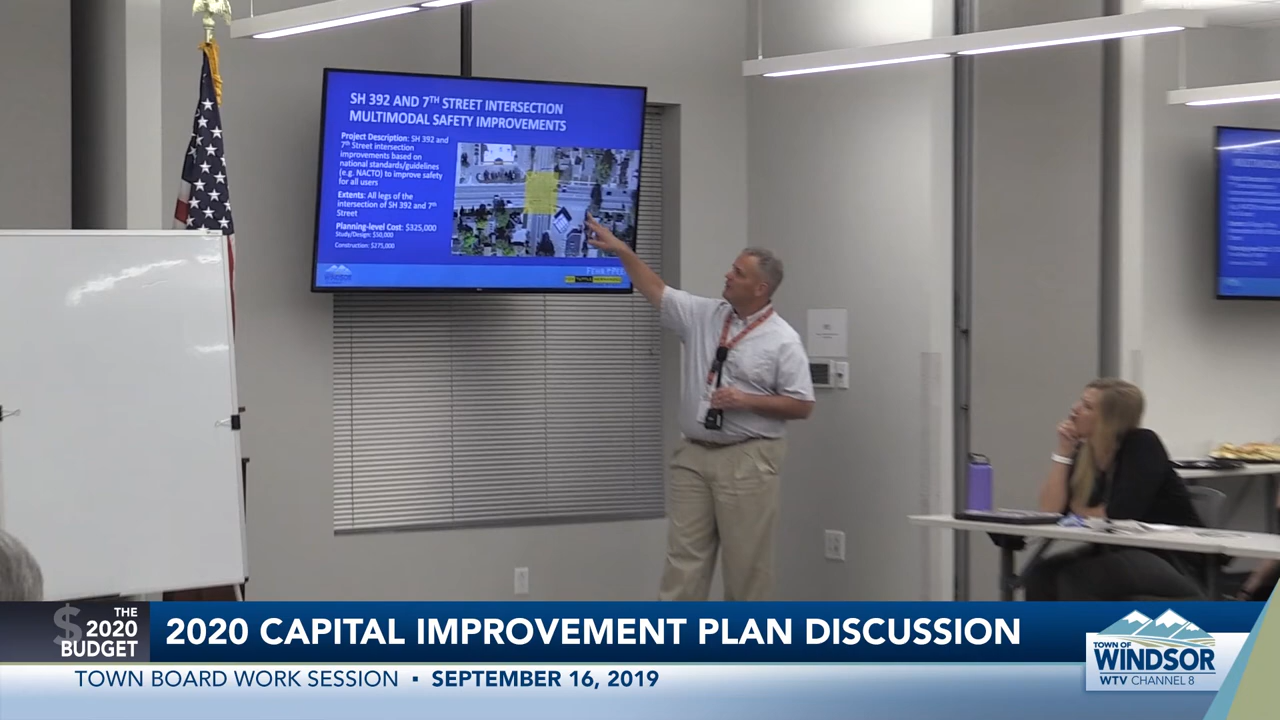 SH 392 AND 7TH STREET INTERSECTION
MULTIMODAL SAFETY IMPROVEMENTS
Project Description: SH 392 and
7th Street intersection
improvements based on
national standards/guidelines
(e.g. NACTO) to improve safety
for all users
Extents: All legs of the
intersection of SH 392 and 7th
Street
Planning-level Cost: $325,000
Study/Design: $50,000
Construction: $275,000
WINDSOR
THE
$ 2020
BUDGET
2020 CAPITAL IMPROVEMENT PLAN DISCUSSION
TOWN BOARD WORK SESSION ▪ SEPTEMBER 16, 2019
TOWN OF
WINDSOR
WTV CHANNEL 8